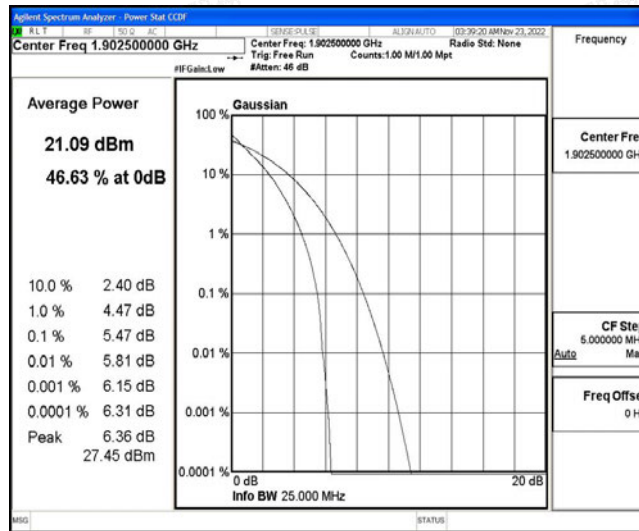 Agilent Spectrum Analyzer - Power Stat CCDF
RLT RF 50 Ω AC SENSE:PULSE ALIGN AUTO 03:39:20 AM Nov 23, 2022
Center Freq 1.902500000 GHz
Center Freq: 1.902500000 GHz Radio Std: None
Trig: Free Run Counts:1.00 M/1.00 Mpt
#IFGain:Low #Atten: 46 dB
Frequency
Average Power
21.09 dBm
46.63 % at 0dB
10.0 % 2.40 dB
1.0 % 4.47 dB
0.1 % 5.47 dB
0.01 % 5.81 dB
0.001 % 6.15 dB
0.0001 % 6.31 dB
Peak 6.36 dB
27.45 dBm
Gaussian
100 %
10 %
1 %
0.1 %
0.01 %
0.001 %
0.0001 %
0 dB 20 dB
Info BW 25.000 MHz
Center Fre
1.902500000 GH
CF Ste
5.000000 MH
Auto Ma
Freq Offse
0 H
MSG STATUS